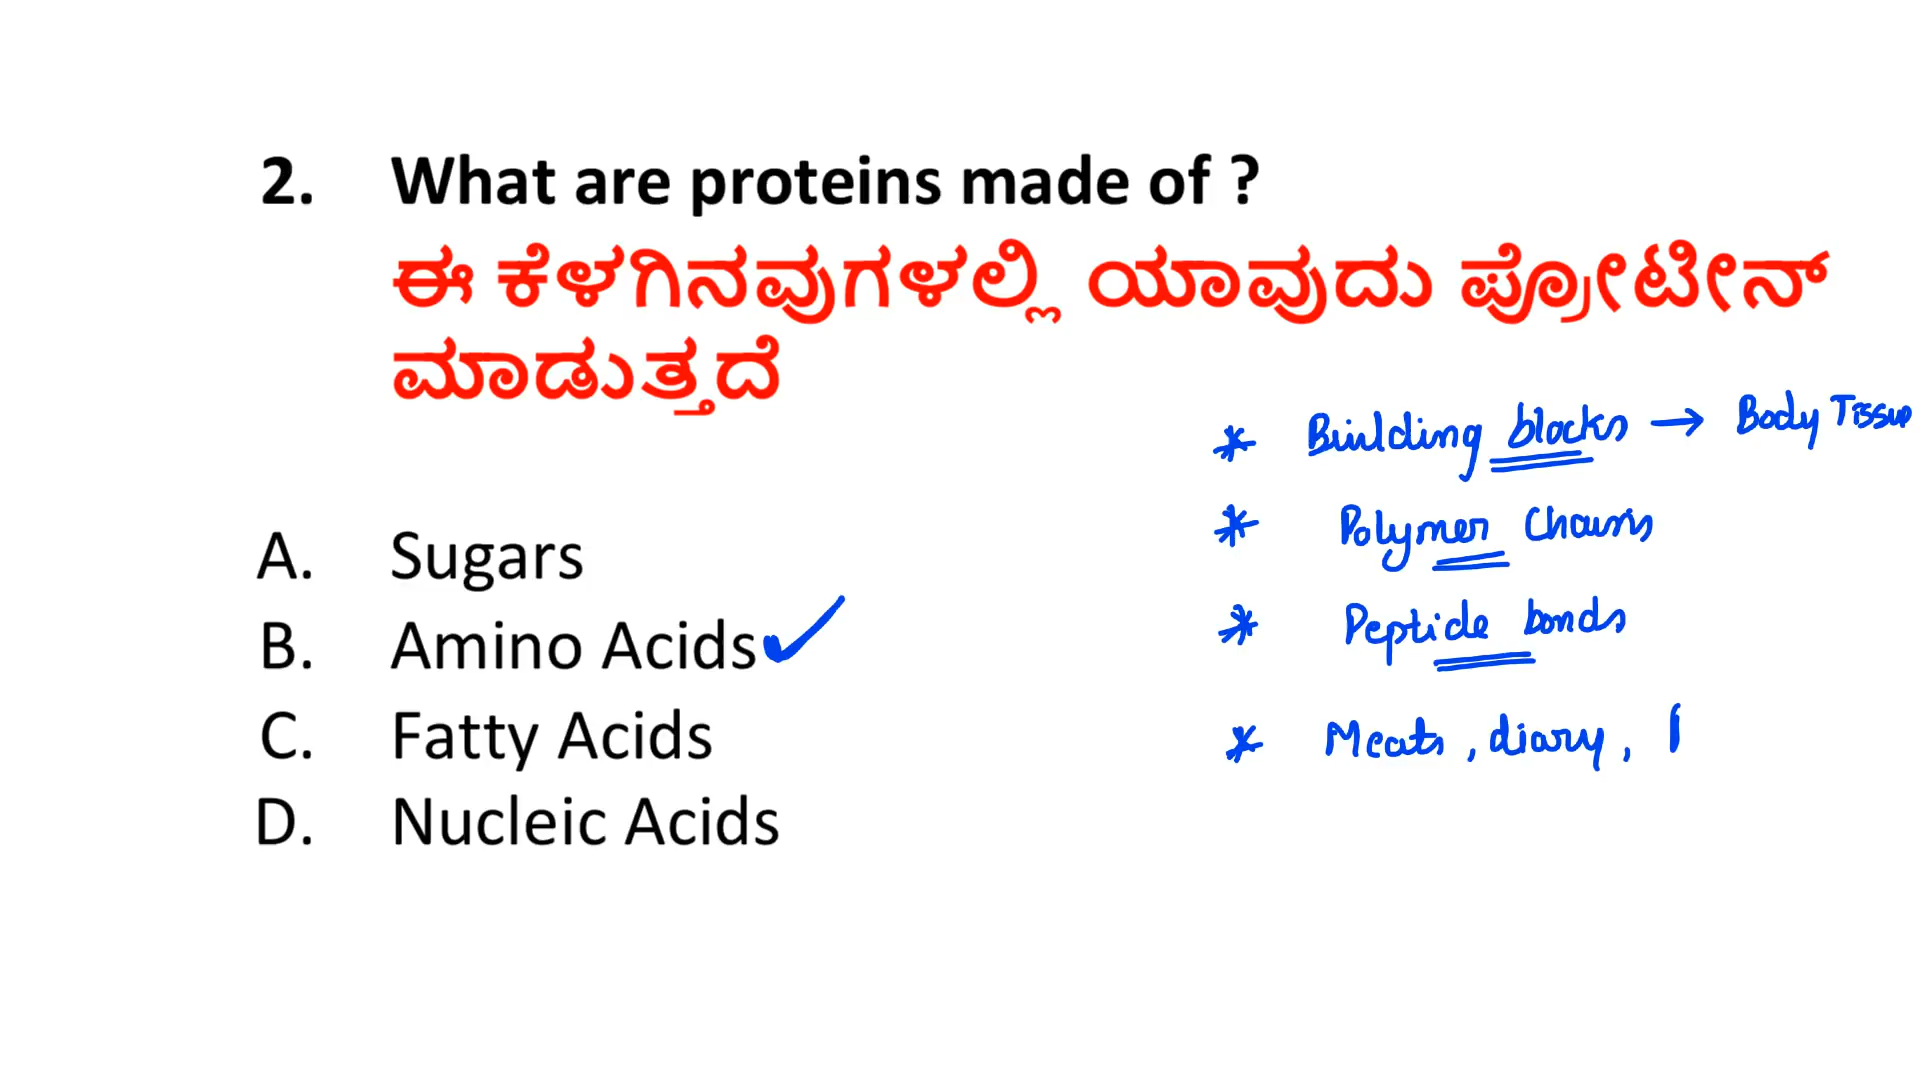 2. What are proteins made of ?
ಈ ಕೆಳಗಿನವುಗಳಲ್ಲಿ ಯಾವುದು ಪ್ರೋಟೀನ್
ಮಾಡುತ್ತದೆ
* Building blocks → Body Tissue
* Polymer Chains
A. Sugars
* Peptide bonds
B. Amino Acids ✓
* Meats, diary,
C. Fatty Acids
D. Nucleic Acids